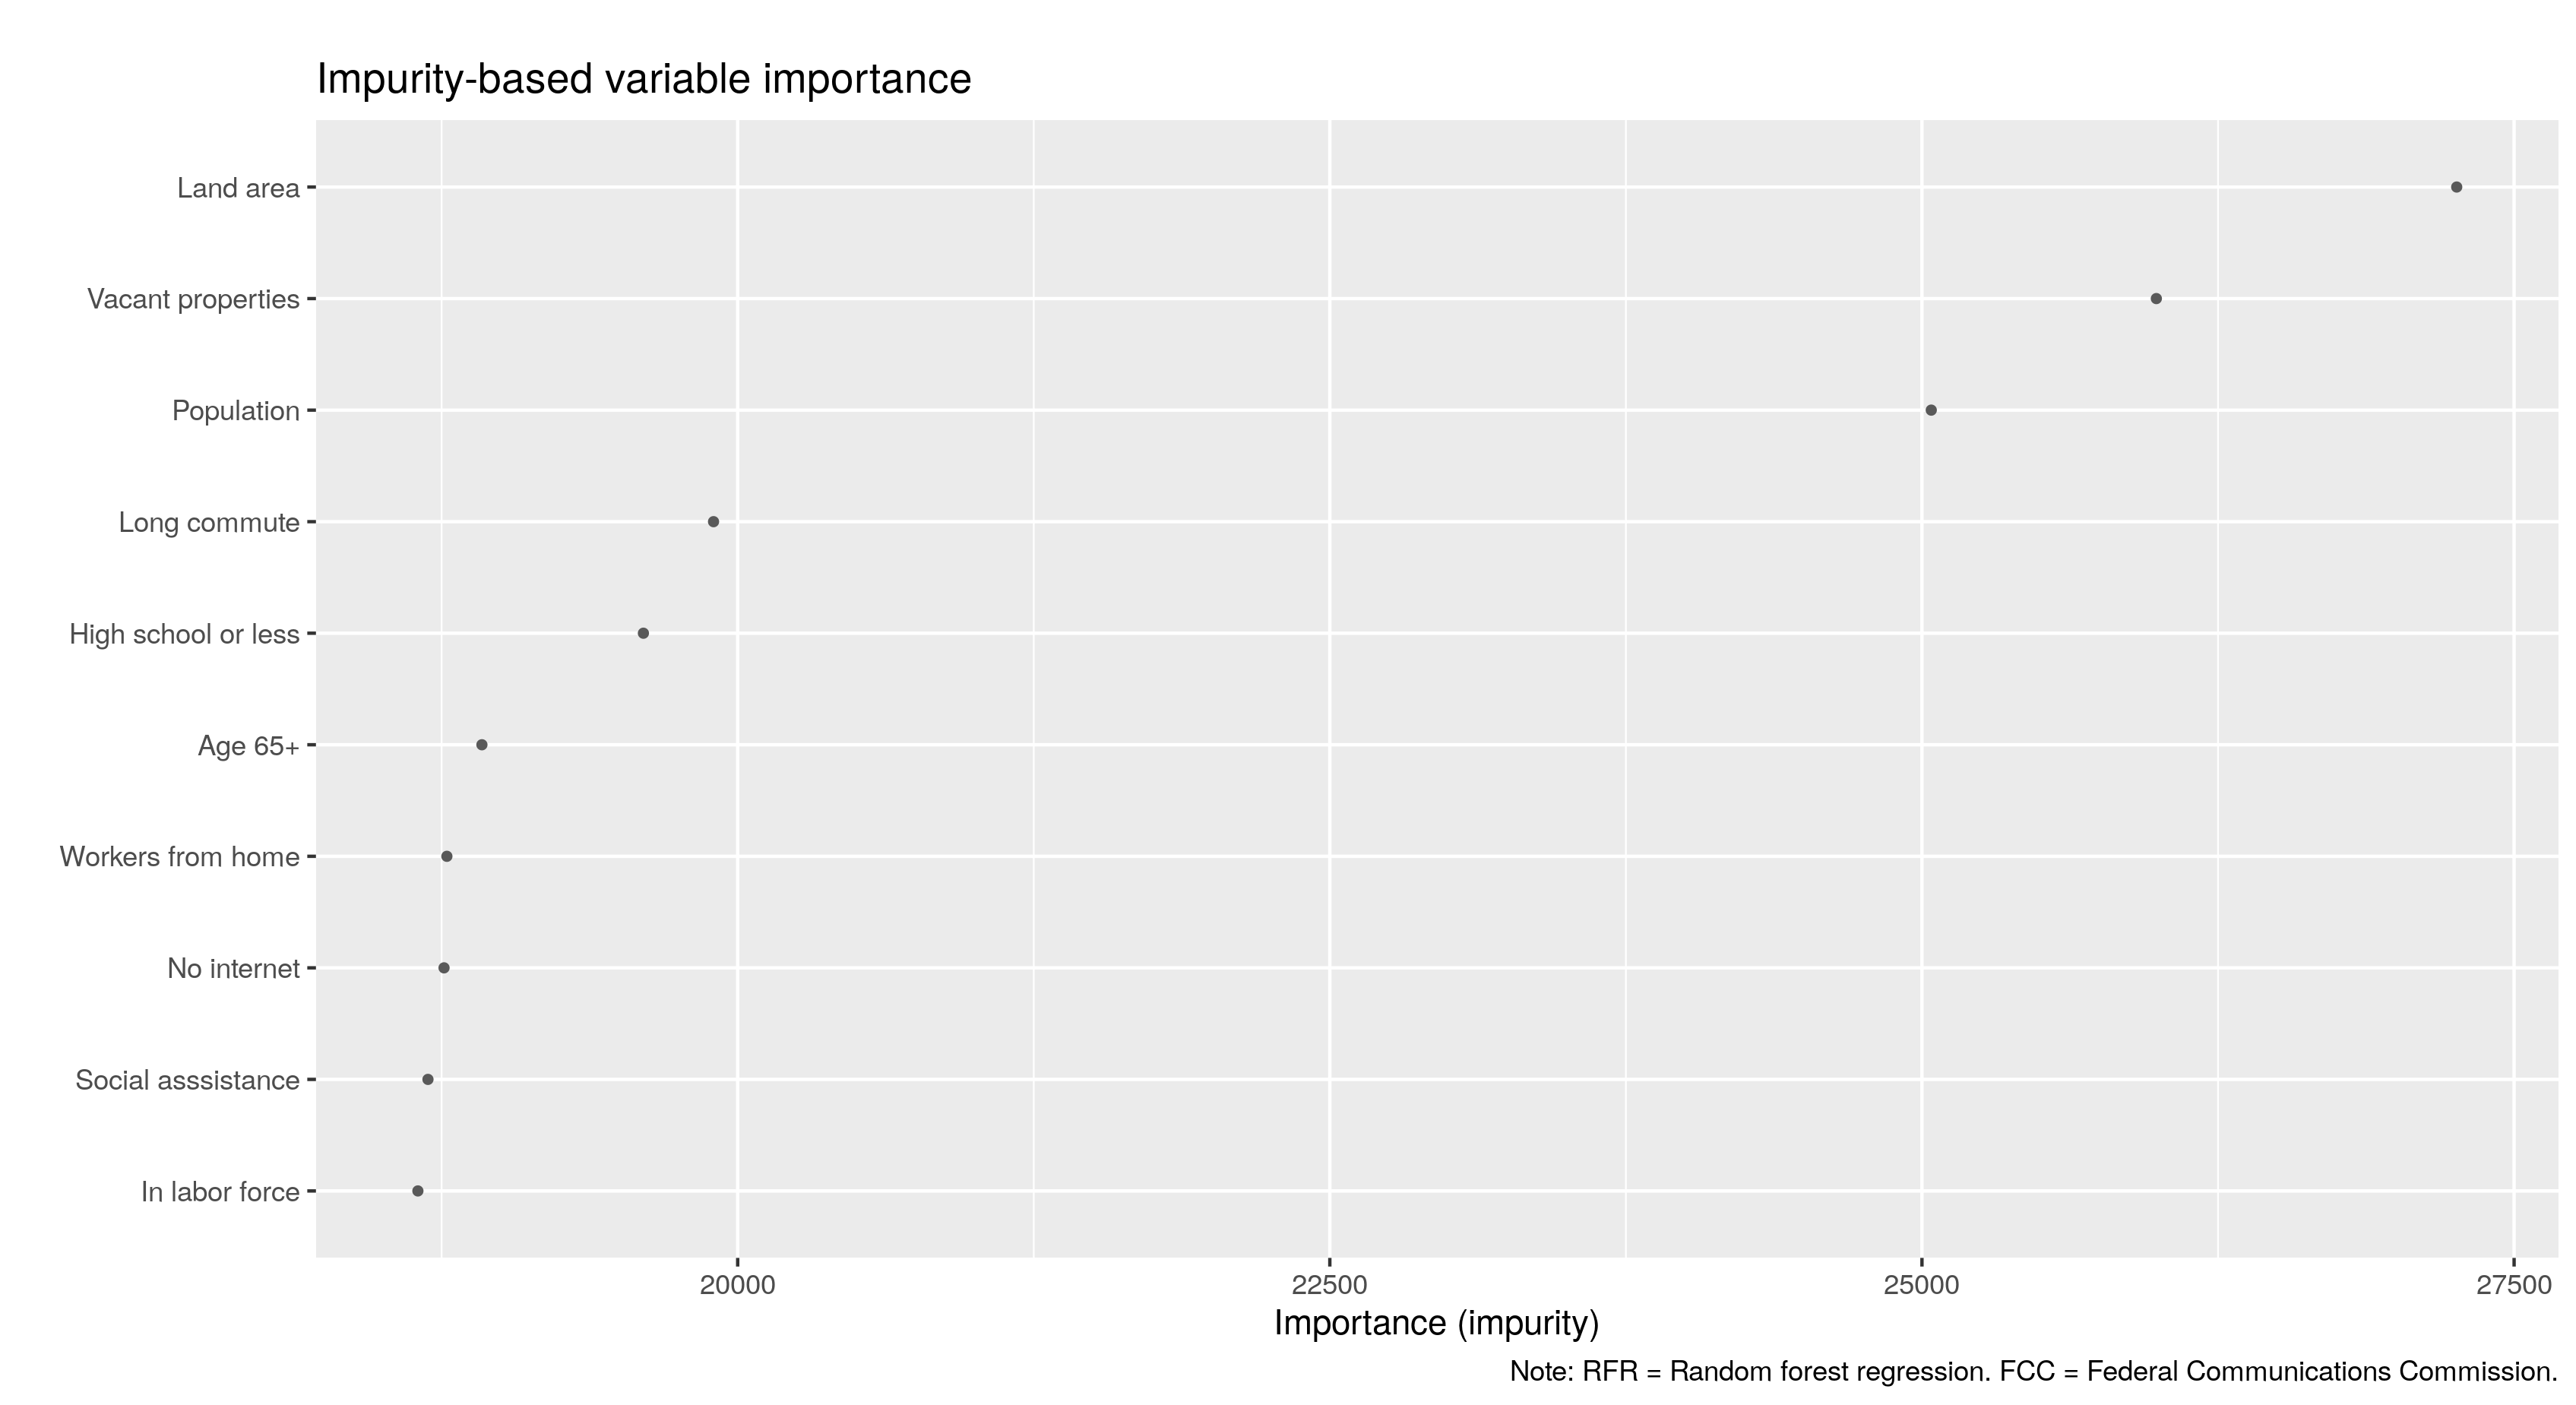 Impurity-based variable importance
Land area
Vacant properties
Population
Long commute
High school or less
Age 65+
Workers from home
No internet
Social asssistance
In labor force
20000 22500 25000 27500
Importance (impurity)
Note: RFR = Random forest regression. FCC = Federal Communications Commission.